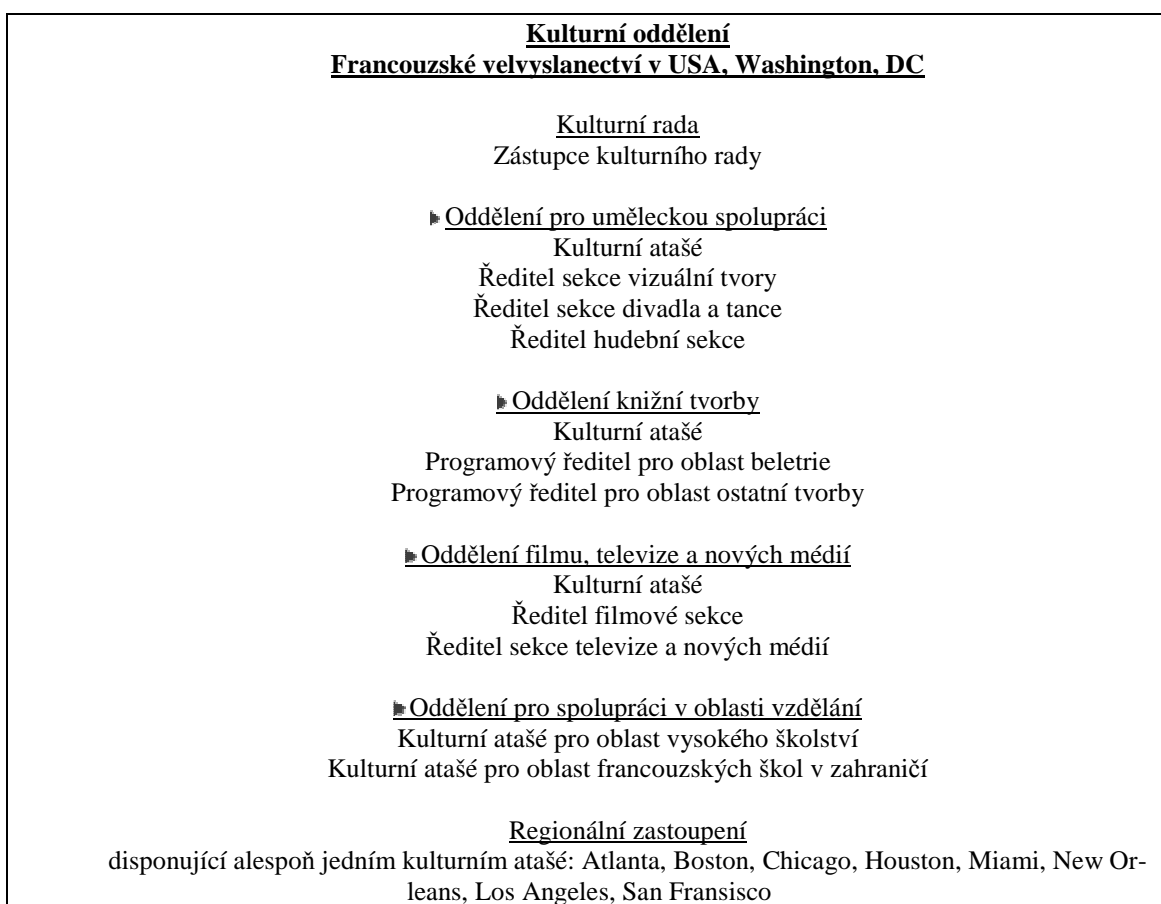 Kulturní oddělení
Francouzské velvyslanectví v USA, Washington, DC
Kulturní rada
Zástupce kulturního rady
Oddělení pro uměleckou spolupráci
Kulturní atašé
Ředitel sekce vizuální tvory
Ředitel sekce divadla a tance
Ředitel hudební sekce
Oddělení knižní tvorby
Kulturní atašé
Programový ředitel pro oblast beletrie
Programový ředitel pro oblast ostatní tvorby
Oddělení filmu, televize a nových médií
Kulturní atašé
Ředitel filmové sekce
Ředitel sekce televize a nových médií
Oddělení pro spolupráci v oblasti vzdělání
Kulturní atašé pro oblast vysokého školství
Kulturní atašé pro oblast francouzských škol v zahraničí
Regionální zastoupení
disponující alespoň jedním kulturním atašé: Atlanta, Boston, Chicago, Houston, Miami, New Or-
leans, Los Angeles, San Fransisco